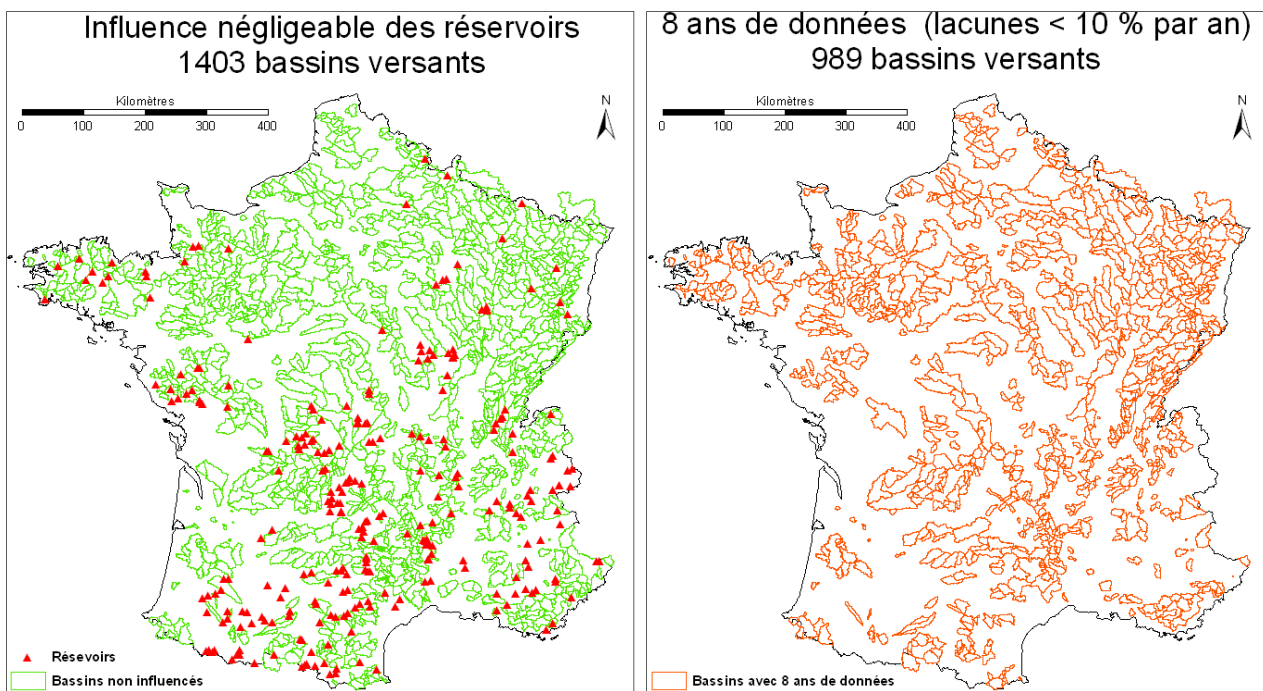 Influence négligeable des réservoirs
1403 bassins versants
Kilomètres
0 100 200 300 400
N
Résevoirs
Bassins non influencés
8 ans de données (lacunes < 10 % par an)
989 bassins versants
Kilomètres
0 100 200 300 400
N
Bassins avec 8 ans de données